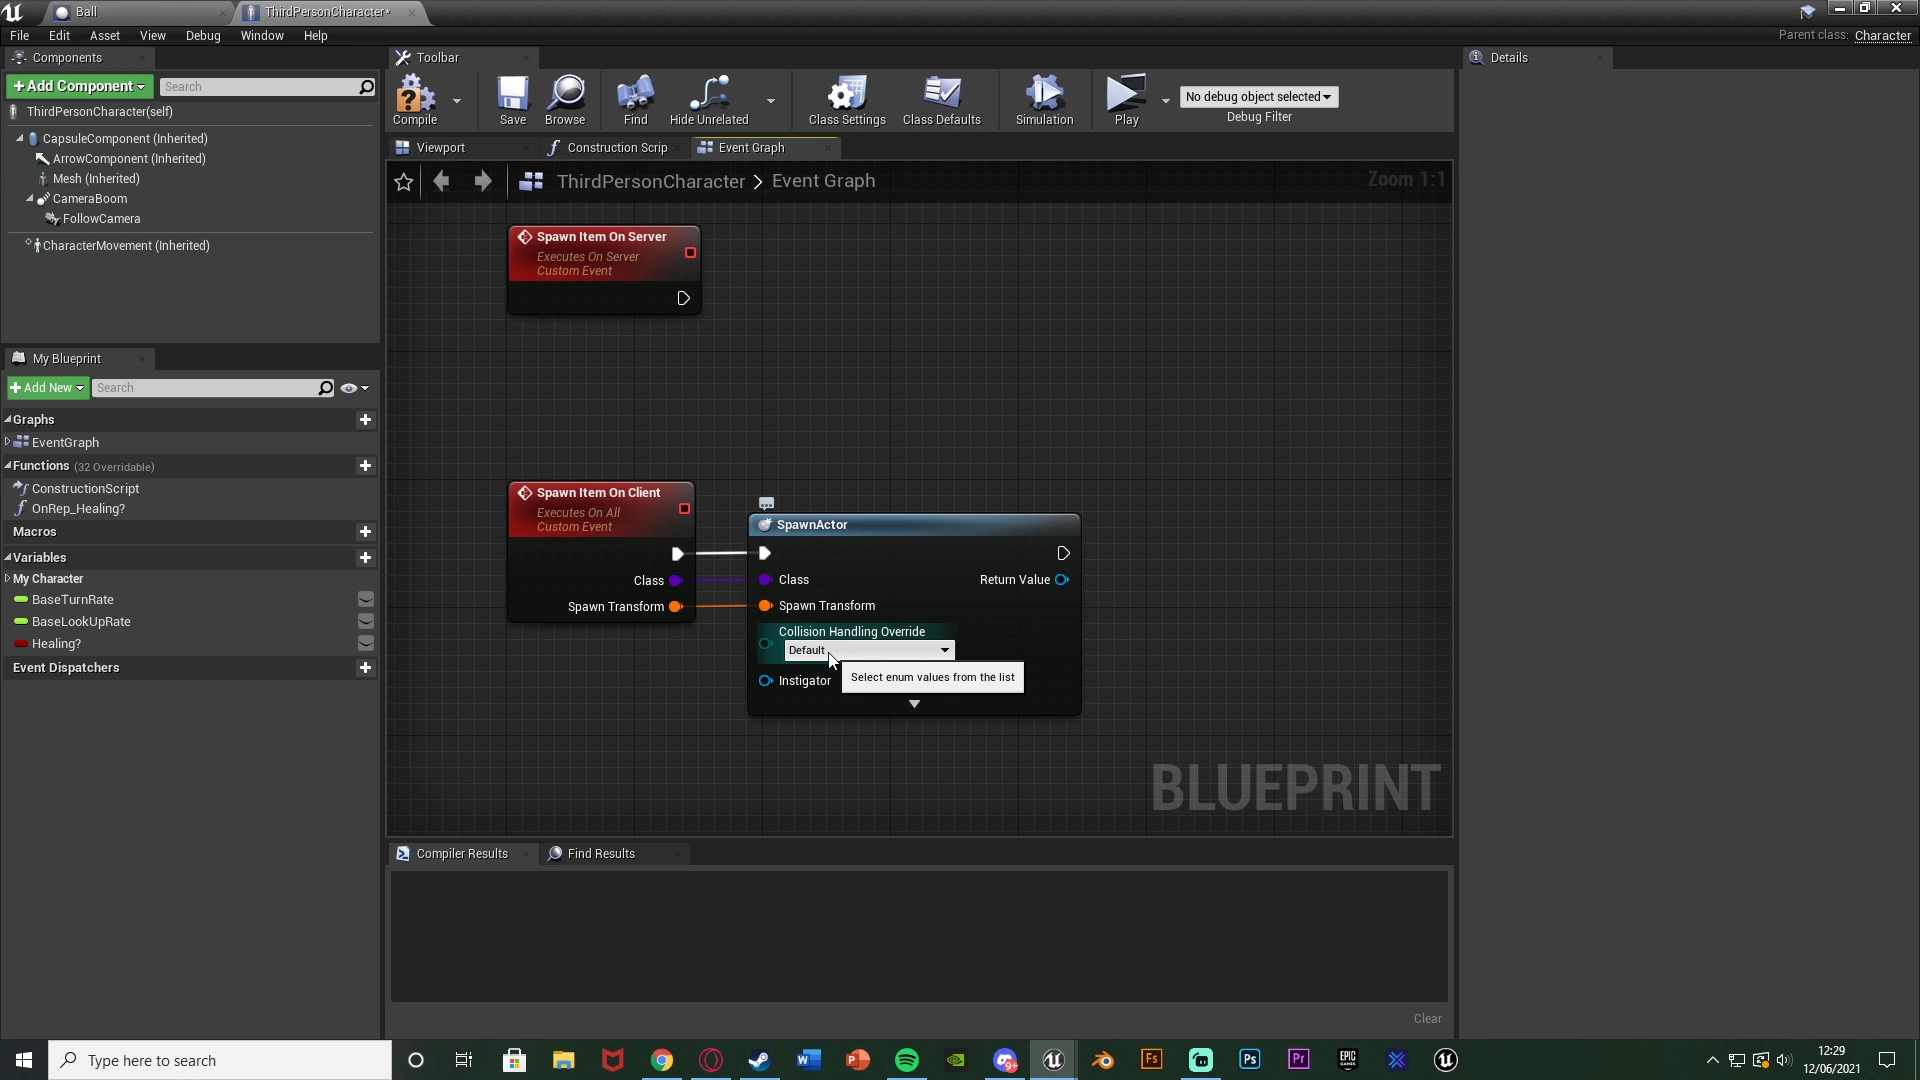 Ball
ThirdPersonCharacter*
File Edit Asset View Debug Window Help
Parent class: Character
Components
+Add Component
Search
ThirdPersonCharacter(self)
CapsuleComponent (Inherited)
ArrowComponent (Inherited)
Mesh (Inherited)
CameraBoom
FollowCamera
CharacterMovement (Inherited)
My Blueprint
+Add New
Search
Graphs
EventGraph
Functions (32 Overridable)
ConstructionScript
OnRep_Healing?
Macros
Variables
My Character
BaseTurnRate
BaseLookUpRate
Healing?
Event Dispatchers
Toolbar
Compile
Save
Browse
Find
Hide Unrelated
Class Settings
Class Defaults
Simulation
Play
No debug object selected
Debug Filter
Viewport
Construction Scrip
Event Graph
ThirdPersonCharacter > Event Graph
Zoom 1:1
Spawn Item On Server
Executes On Server
Custom Event
Spawn Item On Client
Executes On All
Custom Event
Class
Spawn Transform
SpawnActor
Class
Return Value
Spawn Transform
Collision Handling Override
Default
Instigator
Select enum values from the list
BLUEPRINT
Compiler Results
Find Results
Clear
Details
Type here to search
12:29
12/06/2021